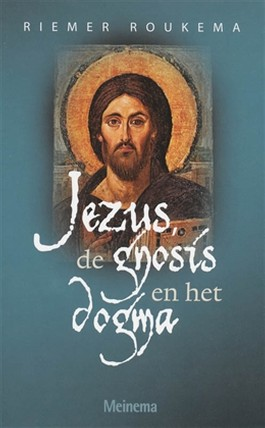 RIEMER ROUKEMA
Jezus,
de gnosis
en het
dogma
Meinema